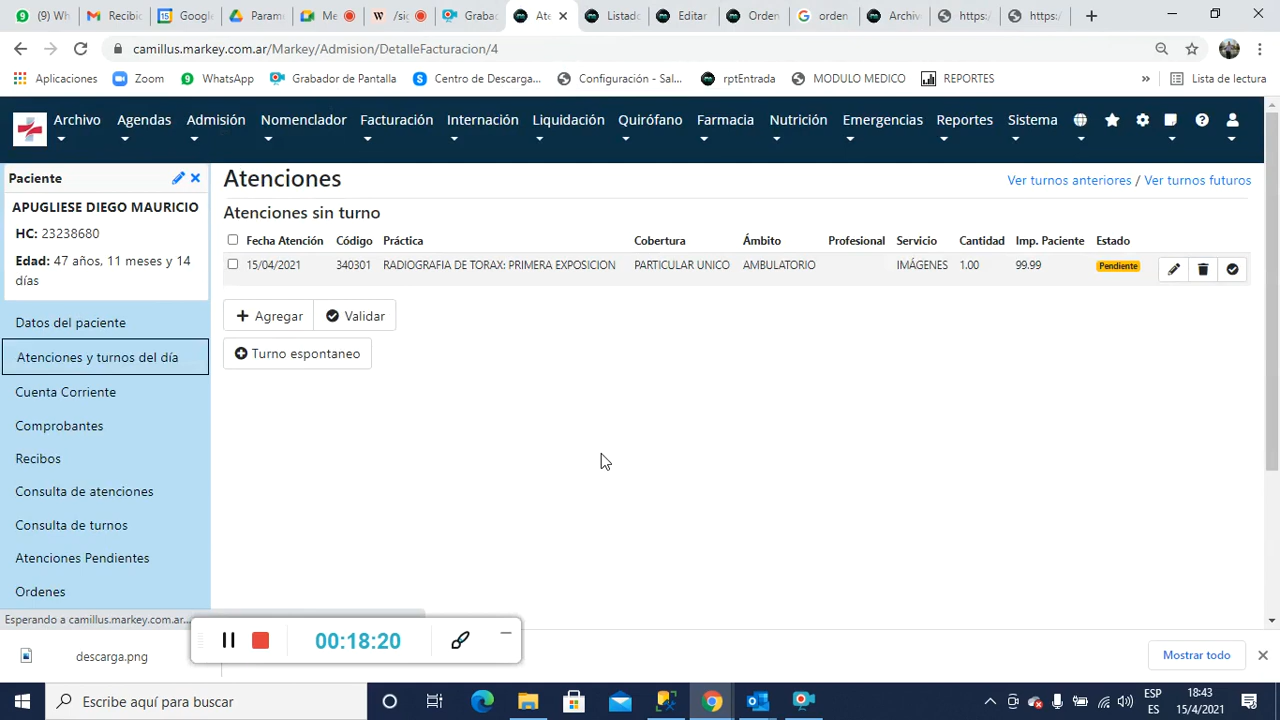 (9) Wh
Recibio
Google
Param
Me
/sig
Grabac
Ate
Listado
Editar
Orden
orden
Archiv
https:/
https:/
camillus.markey.com.ar/Markey/Admision/DetalleFacturacion/4
Aplicaciones
Zoom
WhatsApp
Grabador de Pantalla
Centro de Descarga...
Configuración - Sal...
rptEntrada
MODULO MEDICO
REPORTES
»
Lista de lectura
Archivo
Agendas
Admisión
Nomenclador
Facturación
Internación
Liquidación
Quirófano
Farmacia
Nutrición
Emergencias
Reportes
Sistema
Paciente
APUGLIESE DIEGO MAURICIO
HC: 23238680
Edad: 47 años, 11 meses y 14
días
Datos del paciente
Atenciones y turnos del día
Cuenta Corriente
Comprobantes
Recibos
Consulta de atenciones
Consulta de turnos
Atenciones Pendientes
Ordenes
Atenciones
Ver turnos anteriores / Ver turnos futuros
Atenciones sin turno
Fecha Atención Código Práctica Cobertura Ámbito Profesional Servicio Cantidad Imp. Paciente Estado
15/04/2021 340301 RADIOGRAFIA DE TORAX: PRIMERA EXPOSICION PARTICULAR UNICO AMBULATORIO IMÁGENES 1.00 99.99 Pendiente
Agregar
Validar
Turno espontaneo
Esperando a camillus.markey.com.ar...
00:18:20
descarga.png
Mostrar todo
Escribe aquí para buscar
ESP
ES
18:43
15/4/2021